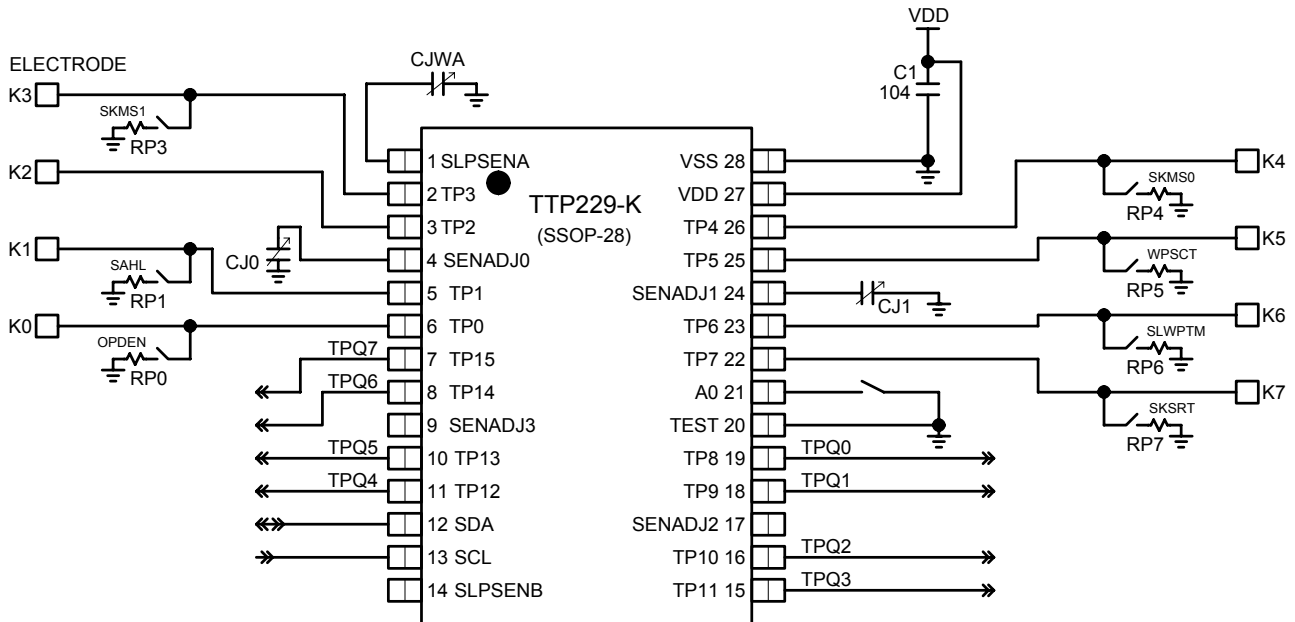 VDD
CJWA
ELECTRODE
C1
104
K3
SKMS1
RP3
1 SLPSENA
VSS 28
K4
K2
2 TP3
TTP229-K
VDD 27
SKMS0
RP4
3 TP2
(SSOP-28)
TP4 26
K1
CJ0
4 SENADJ0
TP5 25
K5
SAHL
RP1
WPSCT
RP5
5 TP1
SENADJ1 24
CJ1
K0
6 TP0
TP6 23
K6
OPDEN
RP0
SLWPTM
RP6
TPQ7
7 TP15
TP7 22
TPQ6
8 TP14
A0 21
K7
9 SENADJ3
TEST 20
SKSRT
RP7
TPQ5
10 TP13
TP8 19
TPQ0
TPQ4
11 TP12
TP9 18
TPQ1
12 SDA
SENADJ2 17
13 SCL
TP10 16
TPQ2
14 SLPSENB
TP11 15
TPQ3